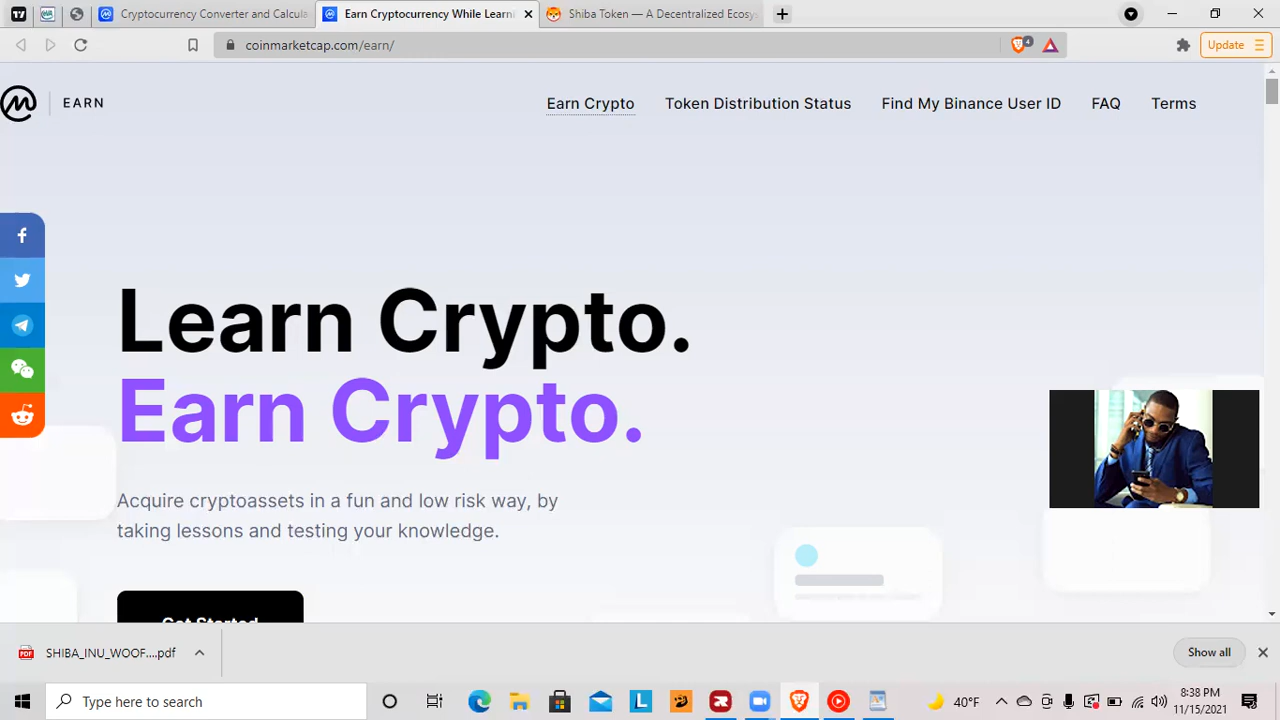 Cryptocurrency Converter and Calcula
Earn Cryptocurrency While Learni
Shiba Token — A Decentralized Ecosy
coinmarketcap.com/earn/
4
Update
EARN
Earn Crypto
Token Distribution Status
Find My Binance User ID
FAQ
Terms
Learn Crypto.
Earn Crypto.
Acquire cryptoassets in a fun and low risk way, by
taking lessons and testing your knowledge.
Get Started
PDF
SHIBA_INU_WOOF....pdf
Show all
Type here to search
L
40°F
8:38 PM
11/15/2021